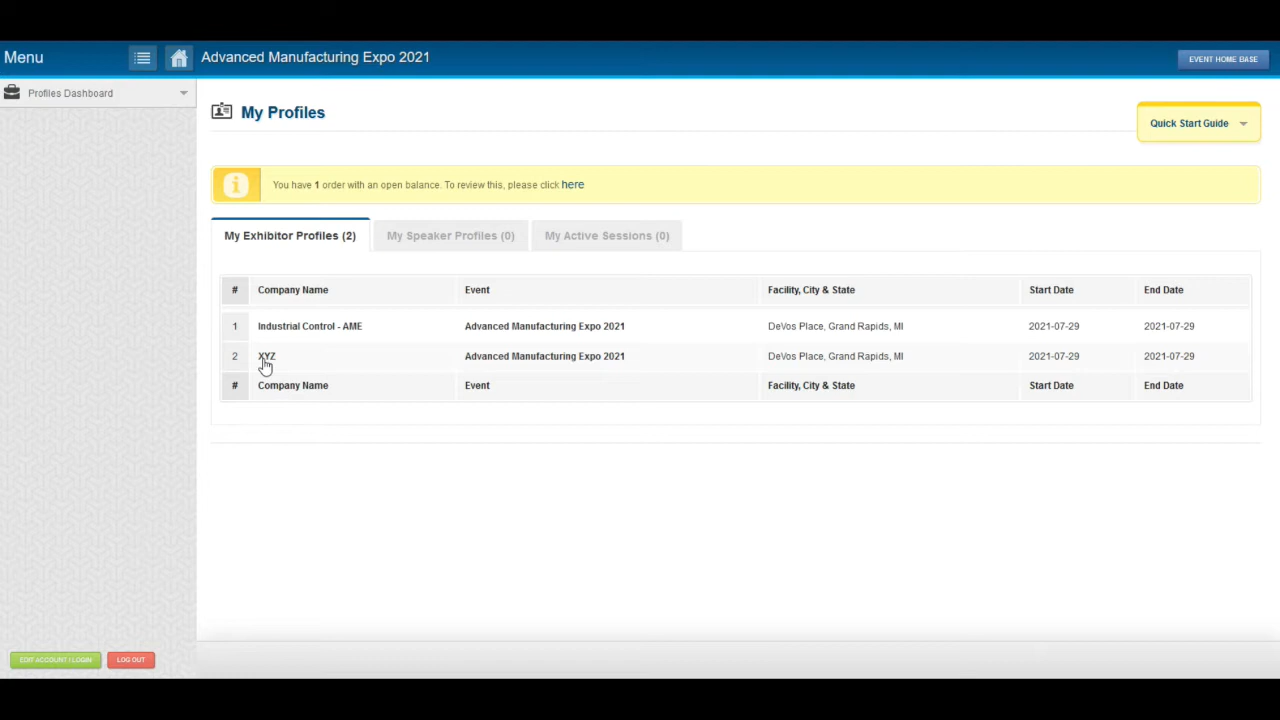 Menu
Advanced Manufacturing Expo 2021
EVENT HOME BASE
Profiles Dashboard
My Profiles
Quick Start Guide
You have 1 order with an open balance. To review this, please click here
My Exhibitor Profiles (2) My Speaker Profiles (0) My Active Sessions (0)
# Company Name Event Facility, City & State Start Date End Date
1 Industrial Control - AME Advanced Manufacturing Expo 2021 DeVos Place, Grand Rapids, MI 2021-07-29 2021-07-29
2 XYZ Advanced Manufacturing Expo 2021 DeVos Place, Grand Rapids, MI 2021-07-29 2021-07-29
# Company Name Event Facility, City & State Start Date End Date
EDIT ACCOUNT / LOGIN LOG OUT